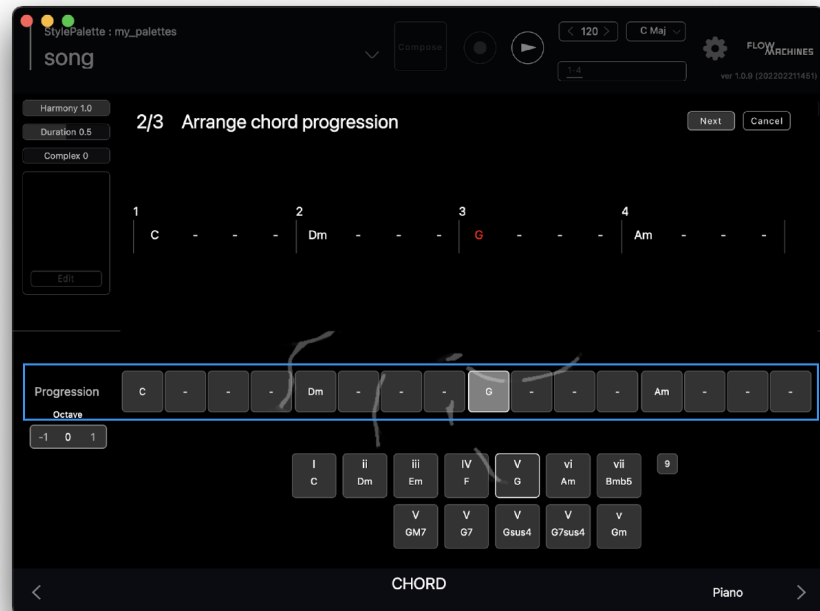 StylePalette : my_palettes
song
Compose
< 120 >
C Maj
1-4
FLOW MACHINES
ver 1.0.9 (202202211451)
Harmony 1.0
Duration 0.5
Complex 0
Edit
2/3 Arrange chord progression
Next Cancel
1 2 3 4
C - - - Dm - - - G - - - Am - - -
Progression C - - - Dm - - - G - - - Am - - -
Octave
-1 0 1
I ii iii IV V vi vii 9
C Dm Em F G Am Bmb5
V V V V v
GM7 G7 Gsus4 G7sus4 Gm
< CHORD Piano >